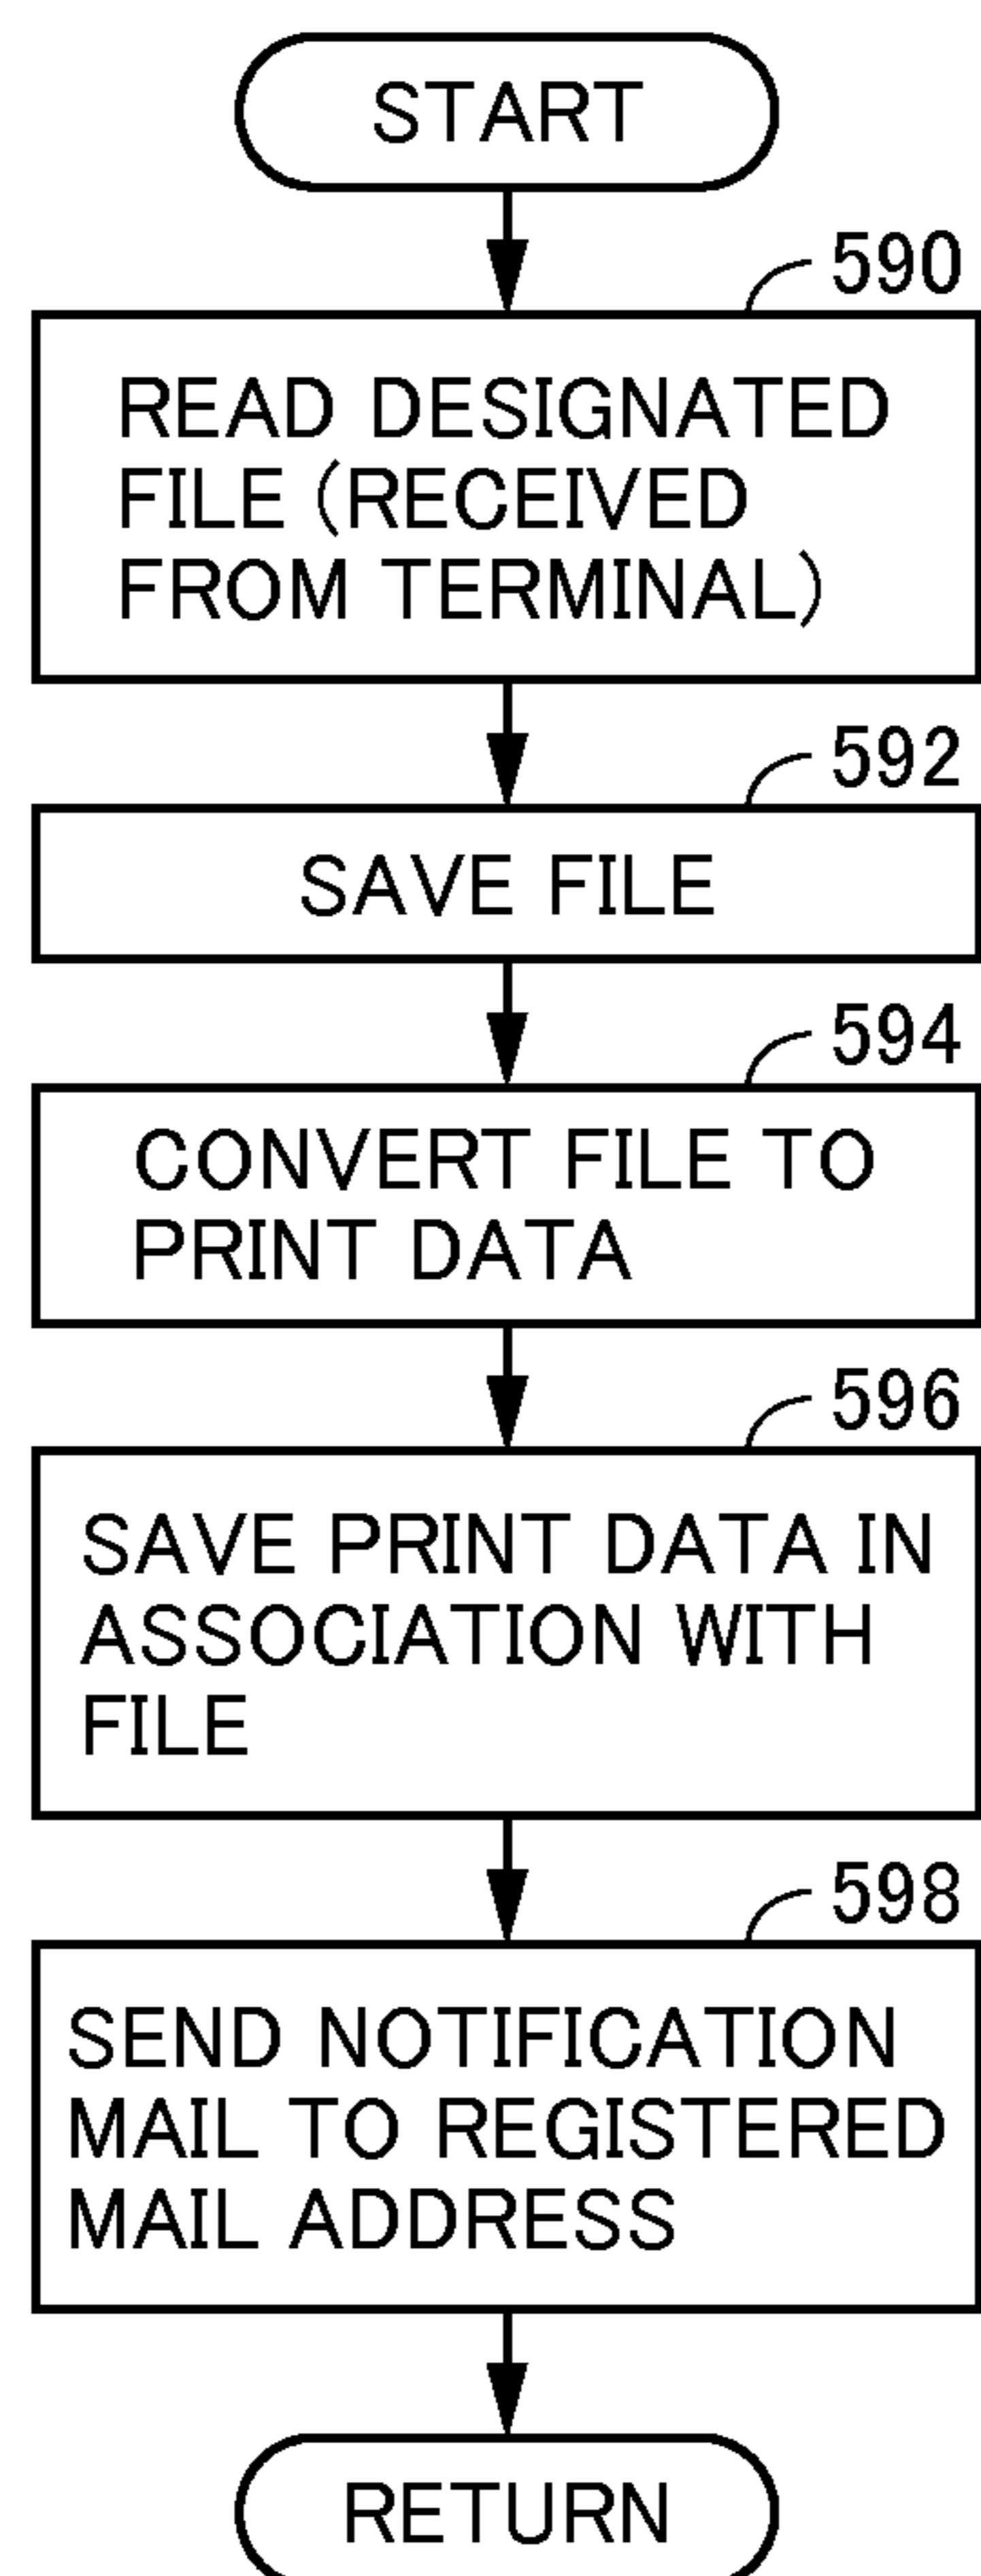 START
590
READ DESIGNATED
FILE (RECEIVED
FROM TERMINAL)
592
SAVE FILE
594
CONVERT FILE TO
PRINT DATA
596
SAVE PRINT DATA IN
ASSOCIATION WITH
FILE
598
SEND NOTIFICATION
MAIL TO REGISTERED
MAIL ADDRESS
RETURN